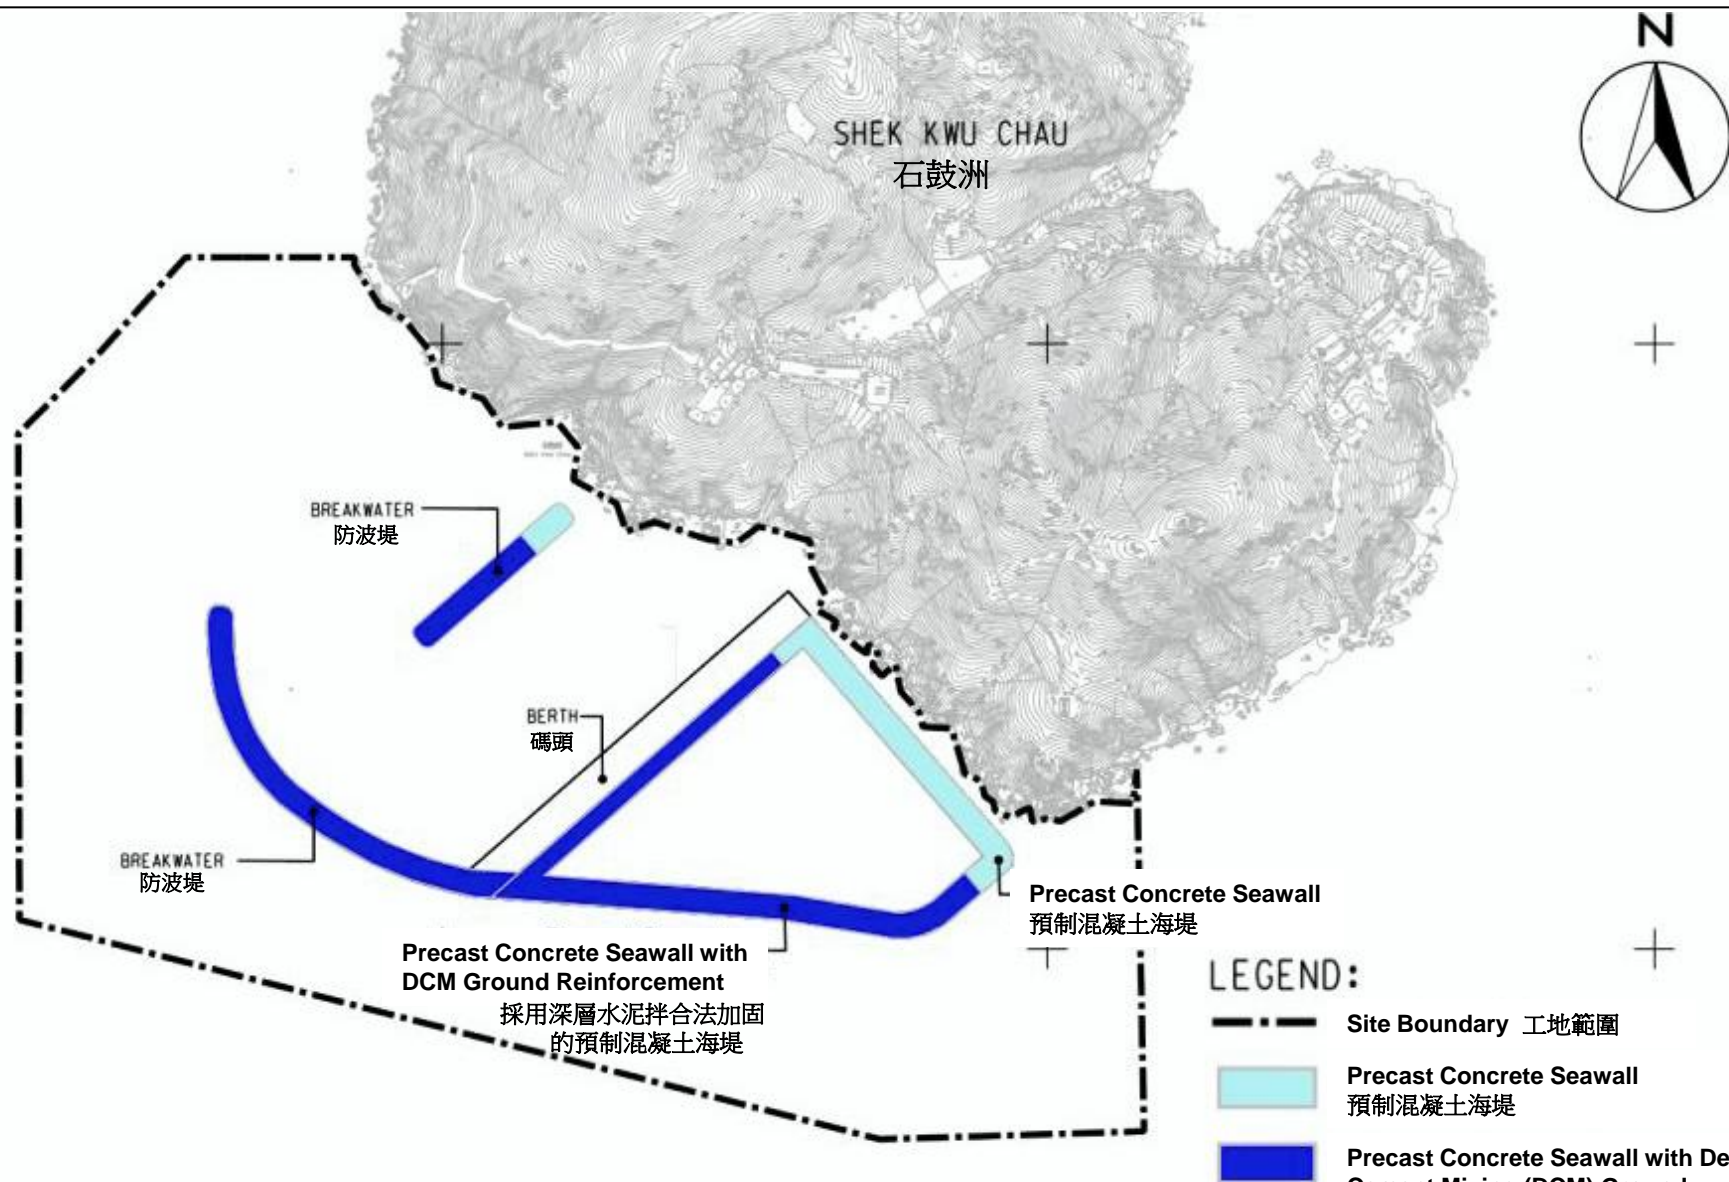 N
SHEK KWU CHAU
石鼓洲
BREAKWATER
防波堤
BERTH
碼頭
BREAKWATER
防波堤
Precast Concrete Seawall
預制混凝土海堤
Precast Concrete Seawall with
DCM Ground Reinforcement
採用深層水泥拌合法加固
的預制混凝土海堤
LEGEND:
Site Boundary 工地範圍
Precast Concrete Seawall
預制混凝土海堤
Precast Concrete Seawall with De